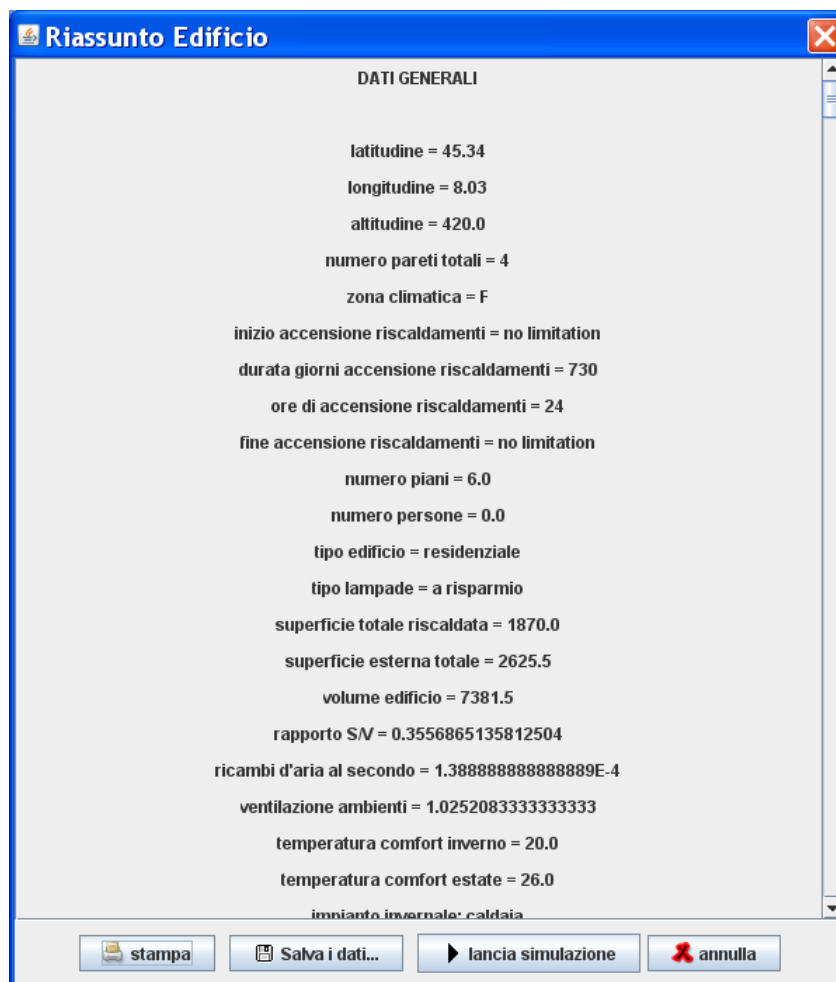 Riassunto Edificio
DATI GENERALI
latitudine = 45.34
longitudine = 8.03
altitudine = 420.0
numero pareti totali = 4
zona climatica = F
inizio accensione riscaldamenti = no limitation
durata giorni accensione riscaldamenti = 730
ore di accensione riscaldamenti = 24
fine accensione riscaldamenti = no limitation
numero piani = 6.0
numero persone = 0.0
tipo edificio = residenziale
tipo lampade = a risparmio
superficie totale riscaldata = 1870.0
superficie esterna totale = 2625.5
volume edificio = 7381.5
rapporto S/V = 0.3556865135812504
ricambi d'aria al secondo = 1.388888888888889E-4
ventilazione ambienti = 1.0252083333333333
temperatura comfort inverno = 20.0
temperatura comfort estate = 26.0
impianto invernale: caldaia
stampa Salva i dati... lancia simulazione annulla